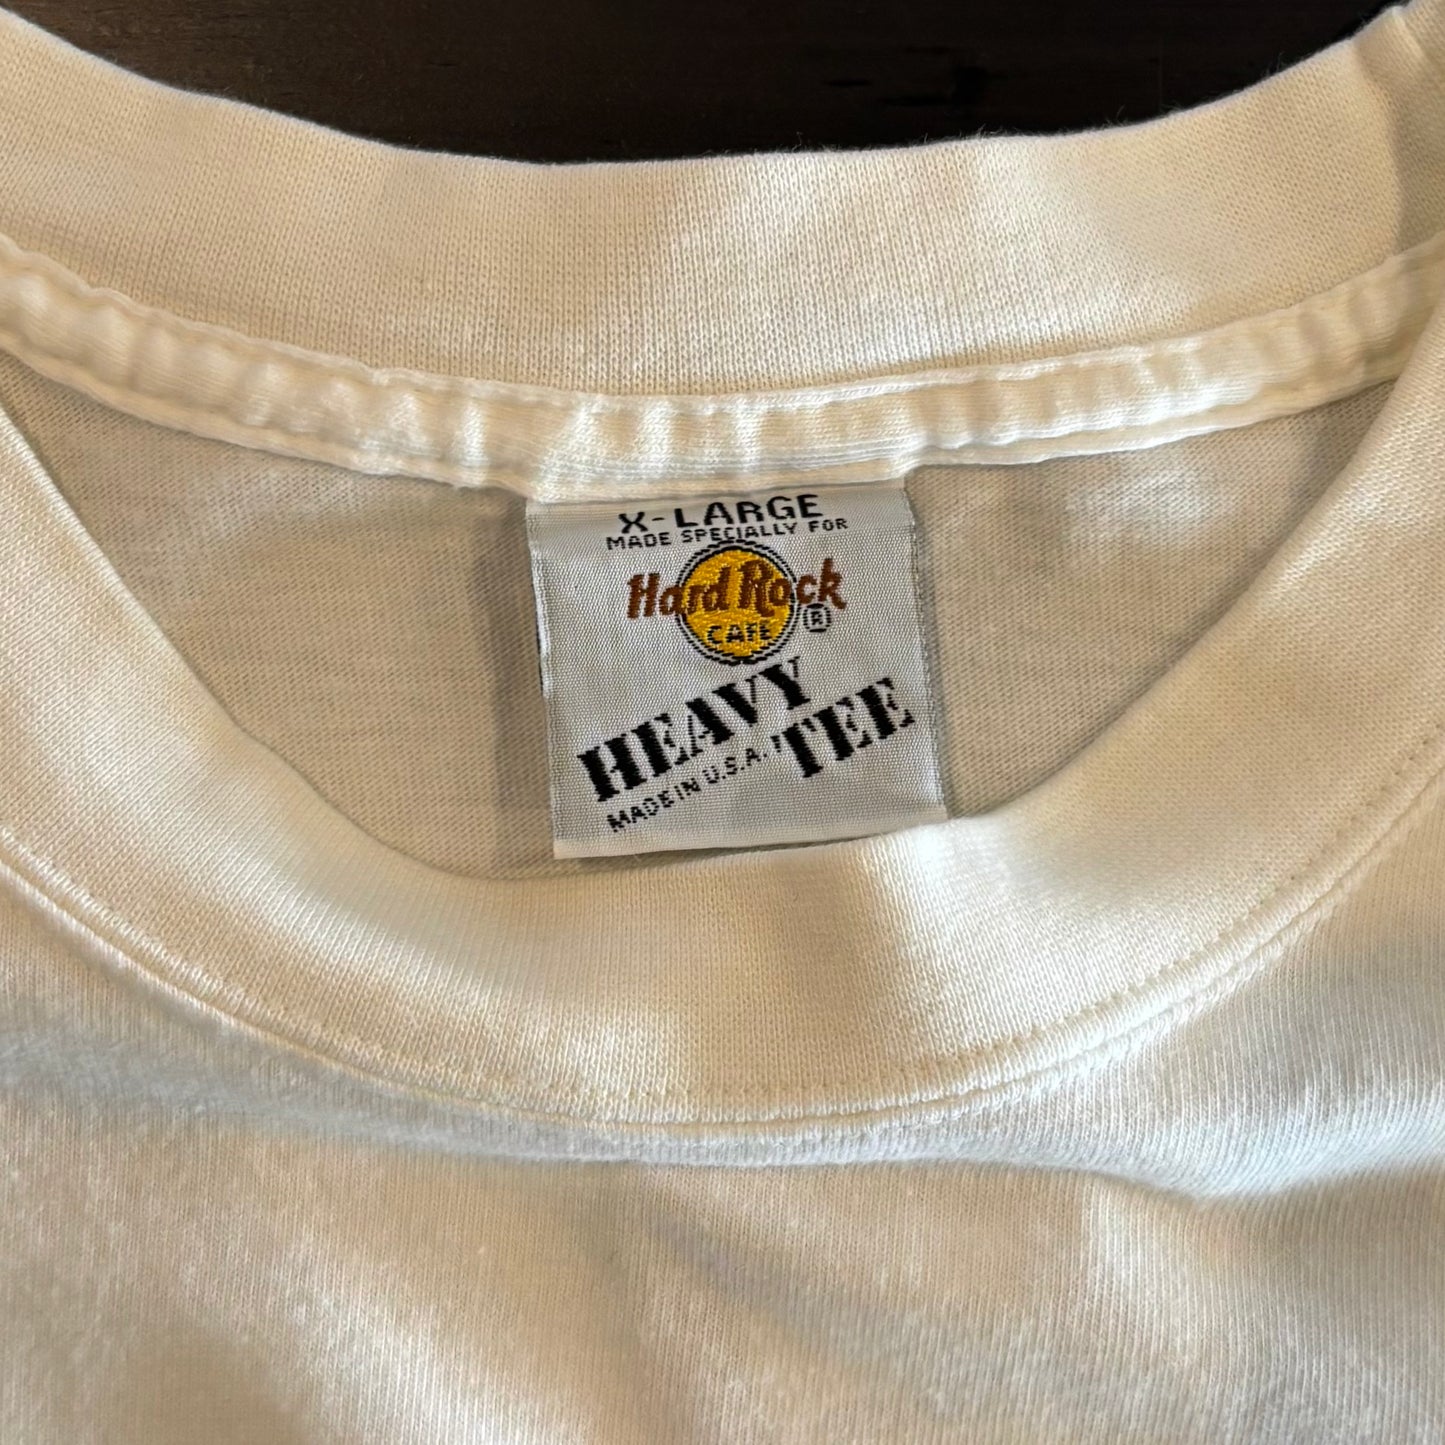 X-LARGE
MADE SPECIALLY FOR
Hard Rock
CAFE ®
HEAVY
'TEE
MADE IN U.S.A.